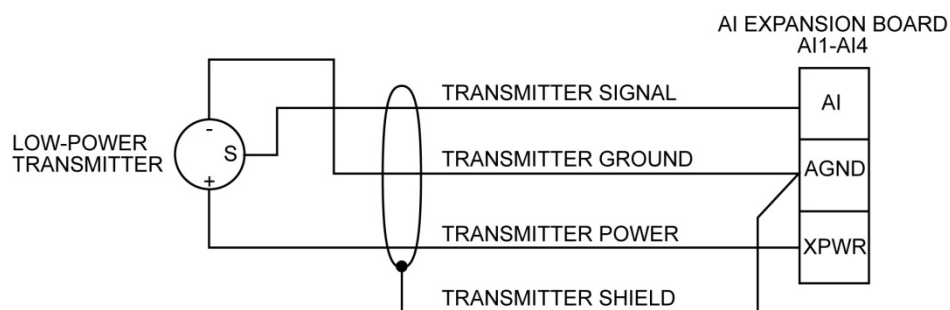 AI EXPANSION BOARD
AI1-AI4
TRANSMITTER SIGNAL
AI
-
LOW-POWER
TRANSMITTER
S
+
TRANSMITTER GROUND
AGND
TRANSMITTER POWER
XPWR
TRANSMITTER SHIELD